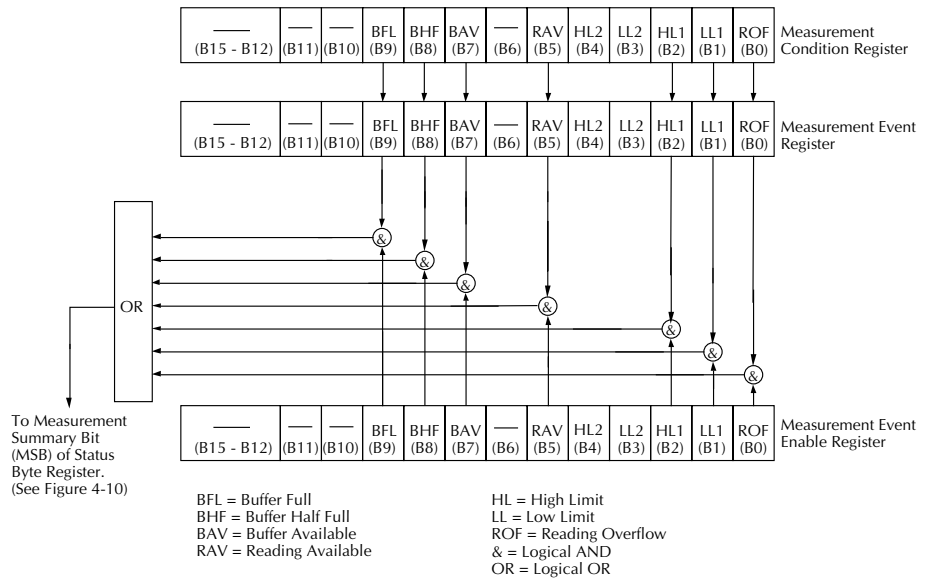 BFL BHF BAV RAV HL2 LL2 HL1 LL1 ROF
(B15 - B12) (B11) (B10) (B9) (B8) (B7) (B6) (B5) (B4) (B3) (B2) (B1) (B0)
Measurement
Condition Register
BFL BHF BAV RAV HL2 LL2 HL1 LL1 ROF
(B15 - B12) (B11) (B10) (B9) (B8) (B7) (B6) (B5) (B4) (B3) (B2) (B1) (B0)
Measurement Event
Register
&
&
&
&
OR
&
&
&
To Measurement
Summary Bit
(MSB) of Status
Byte Register.
(See Figure 4-10)
BFL BHF BAV RAV HL2 LL2 HL1 LL1 ROF
(B15 - B12) (B11) (B10) (B9) (B8) (B7) (B6) (B5) (B4) (B3) (B2) (B1) (B0)
Measurement Event
Enable Register
BFL = Buffer Full
BHF = Buffer Half Full
BAV = Buffer Available
RAV = Reading Available
HL = High Limit
LL = Low Limit
ROF = Reading Overflow
& = Logical AND
OR = Logical OR